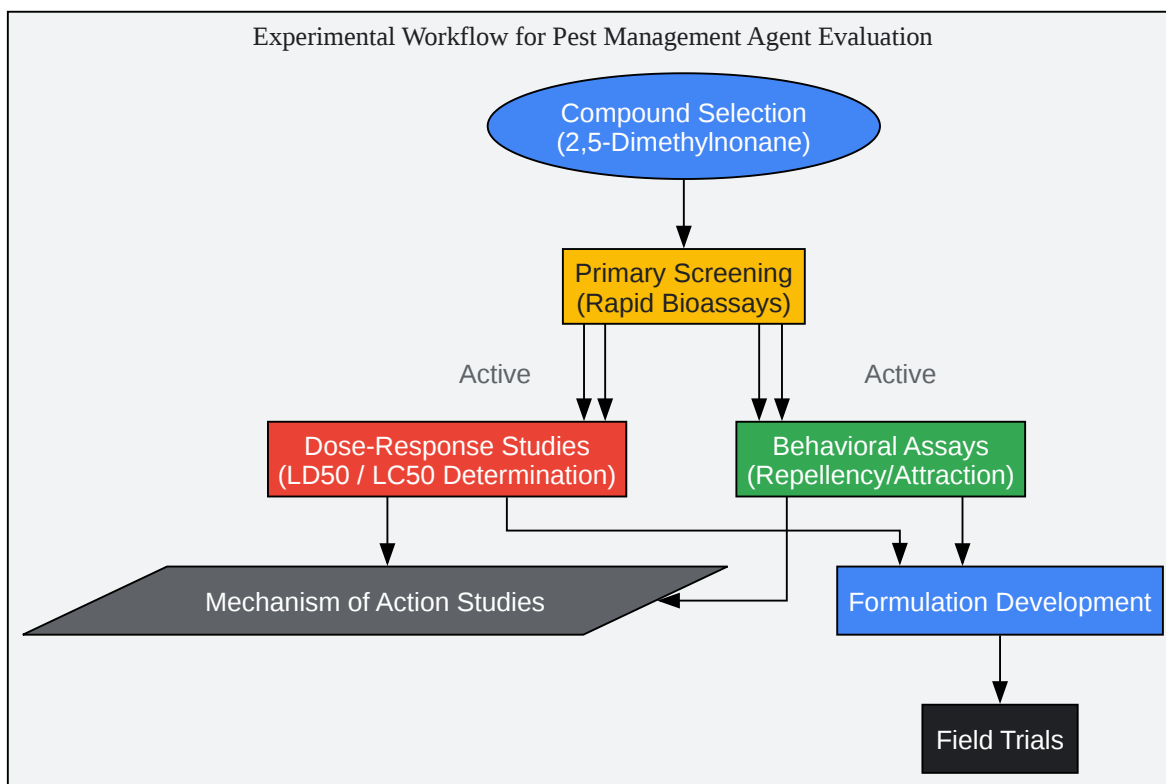 Experimental Workflow for Pest Management Agent Evaluation
Compound Selection
(2,5-Dimethylnonane)
Primary Screening
(Rapid Bioassays)
Active
Active
Dose-Response Studies
(LD50 / LC50 Determination)
Behavioral Assays
(Repellency/Attraction)
Mechanism of Action Studies
Formulation Development
Field Trials